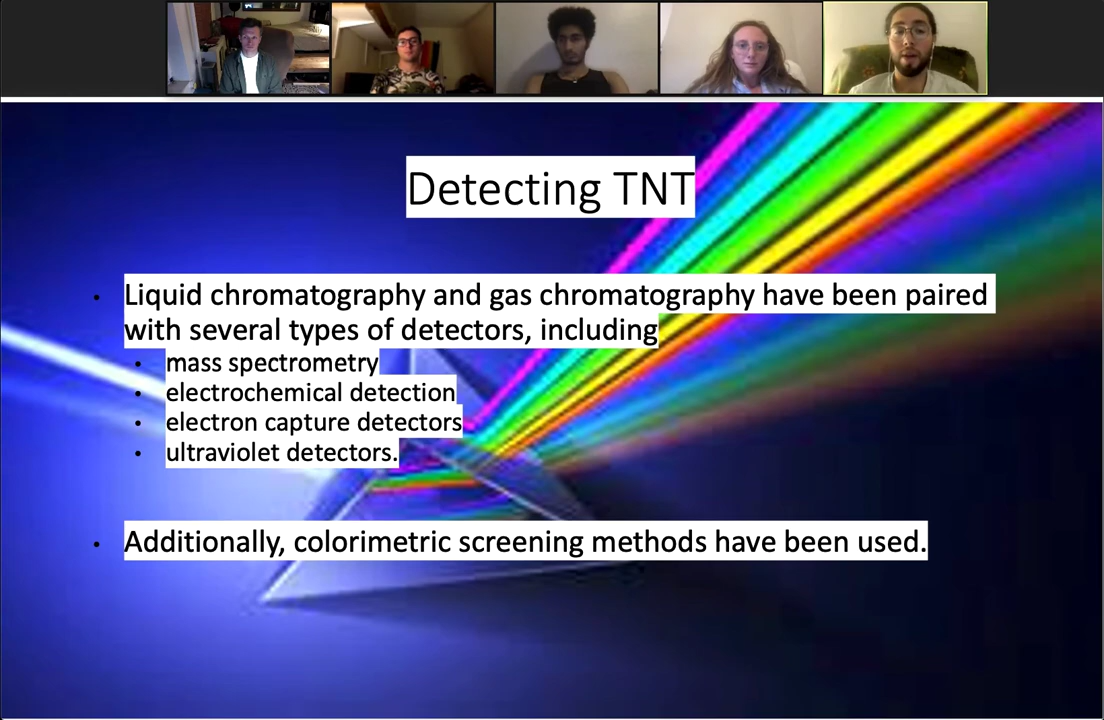 Detecting TNT
• Liquid chromatography and gas chromatography have been paired
with several types of detectors, including
• mass spectrometry
• electrochemical detection
• electron capture detectors
• ultraviolet detectors.
• Additionally, colorimetric screening methods have been used.